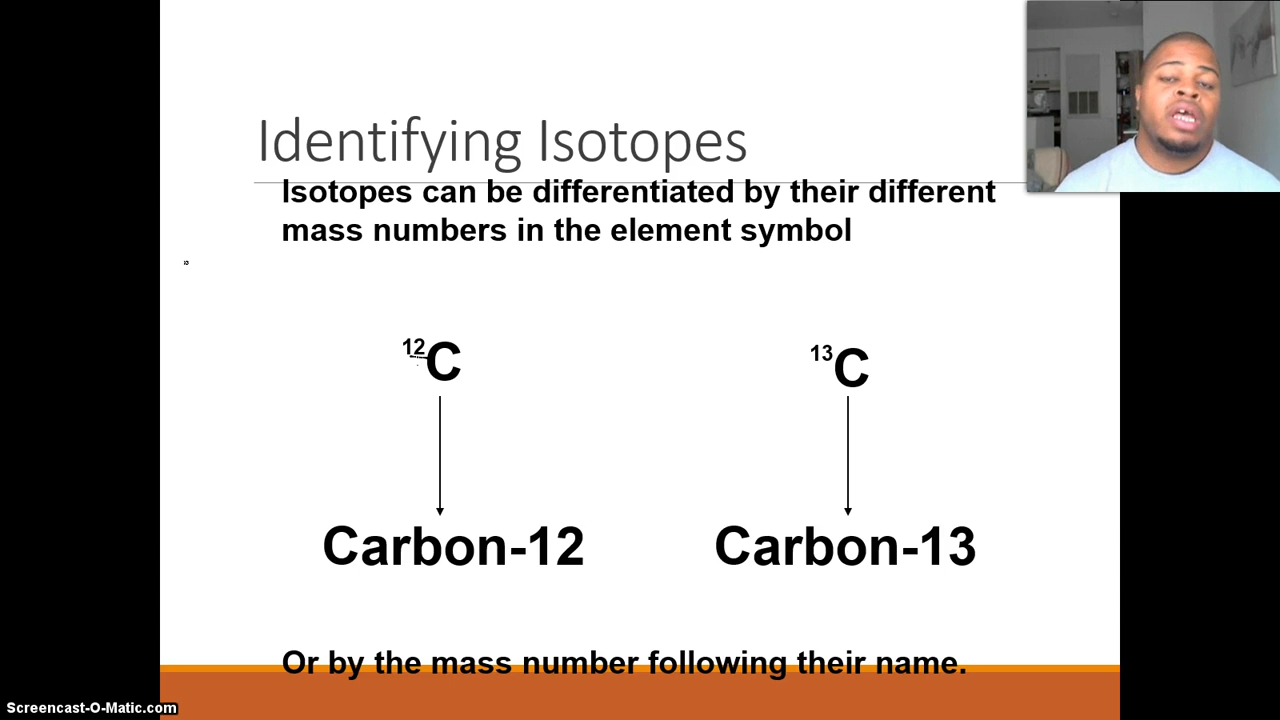 Identifying Isotopes
Isotopes can be differentiated by their different
mass numbers in the element symbol
12C
13C
Carbon-12
Carbon-13
Or by the mass number following their name.
Screencast-O-Matic.com